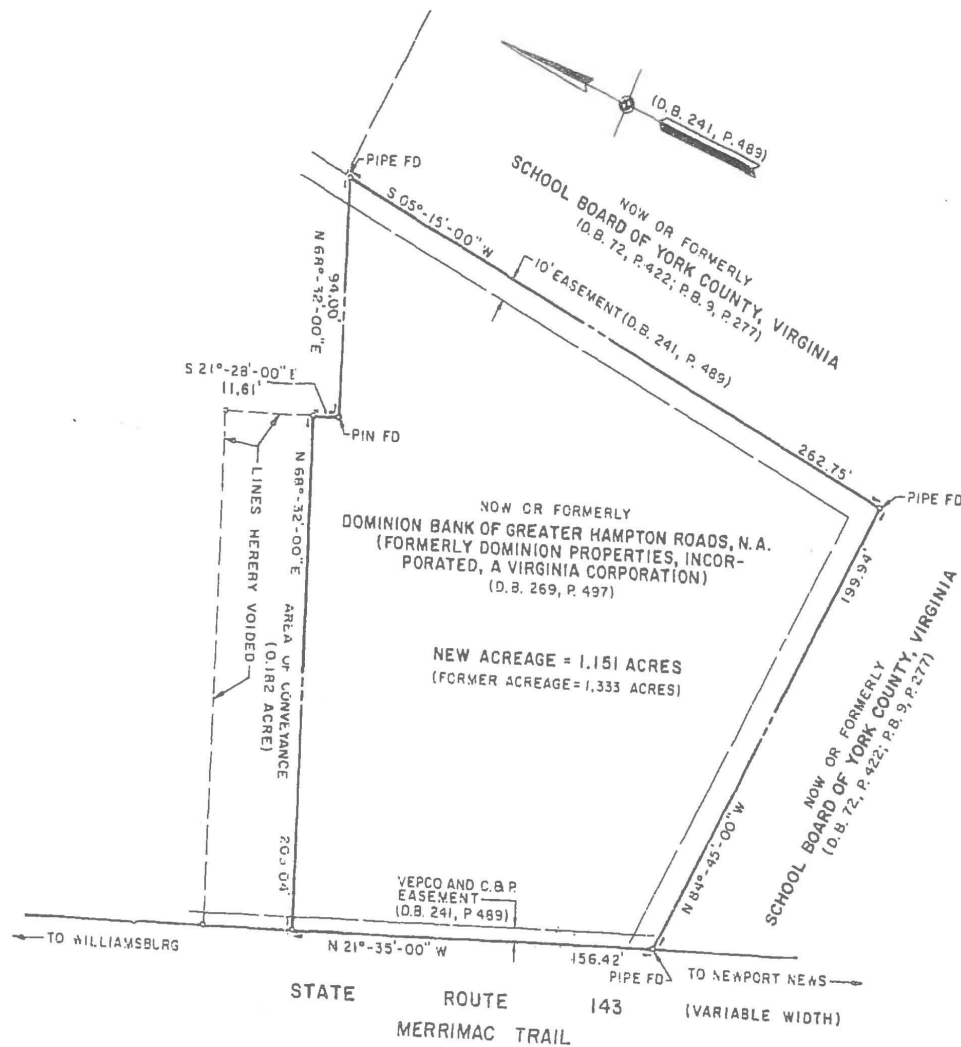 PIPE FD
(D.B. 241, P. 489)
NOW OR FORMERLY
SCHOOL BOARD OF YORK COUNTY, VIRGINIA
(D.B. 72, P. 422; P.B. 9, P. 277)
S 05°-15'-00" W
10' EASEMENT (D.B. 241, P. 489)
262.75'
94.00'
N 68°-32'-00" E
S 21°-28'-00" E
11.61'
PIN FD
PIPE FD
LINES HEREBY VOIDED
N 68°-32'-00" E
AREA OF CONVEYANCE
(0.182 ACRE)
NOW OR FORMERLY
DOMINION BANK OF GREATER HAMPTON ROADS, N.A.
(FORMERLY DOMINION PROPERTIES, INCOR-
PORATED, A VIRGINIA CORPORATION)
(D.B. 269, P. 497)
NEW ACREAGE = 1.151 ACRES
(FORMER ACREAGE = 1.333 ACRES)
199.94'
N 84°-45'-00" W
NOW OR FORMERLY
SCHOOL BOARD OF YORK COUNTY, VIRGINIA
(D.B. 72, P. 422; P.B. 9, P. 277)
VEPCO AND C. & P.
EASEMENT
(D.B. 241, P 489)
TO WILLIAMSBURG
N 21°-35'-00" W
156.42'
PIPE FD
TO NEWPORT NEWS
STATE ROUTE 143 (VARIABLE WIDTH)
MERRIMAC TRAIL